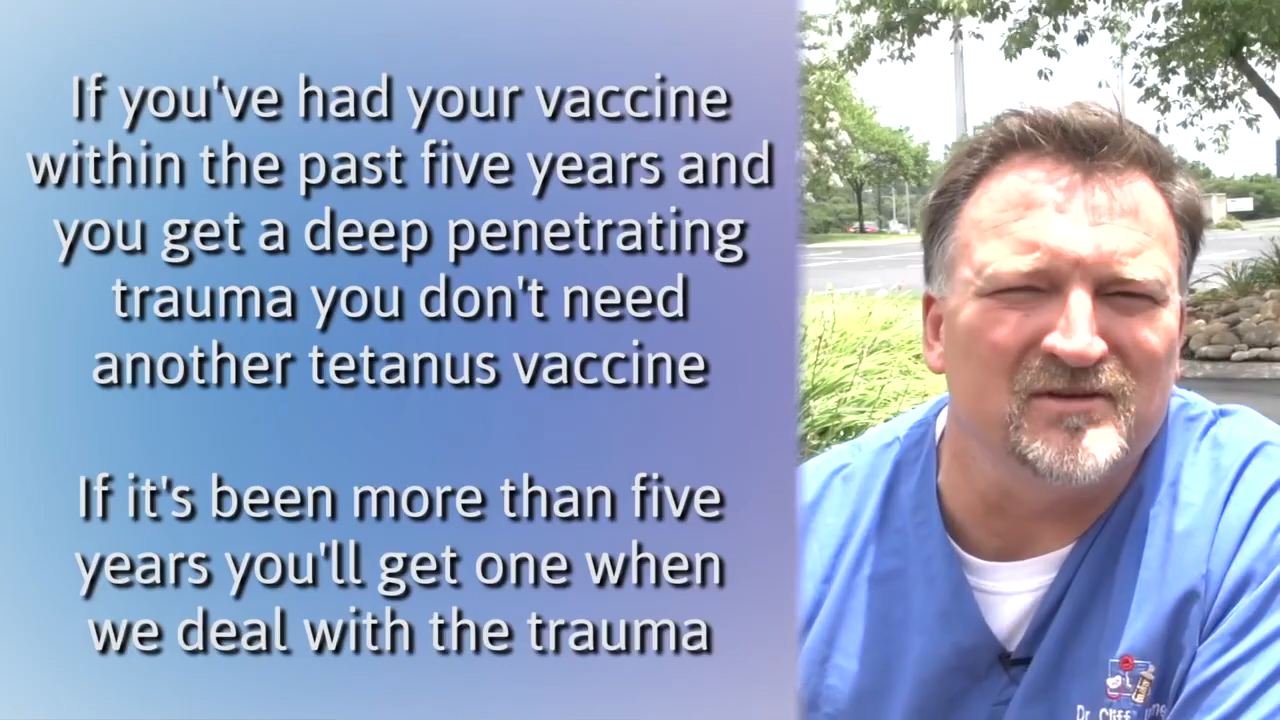 If you've had your vaccine
within the past five years and
you get a deep penetrating
trauma you don't need
another tetanus vaccine
If it's been more than five
years you'll get one when
we deal with the trauma
Dr. Cliff